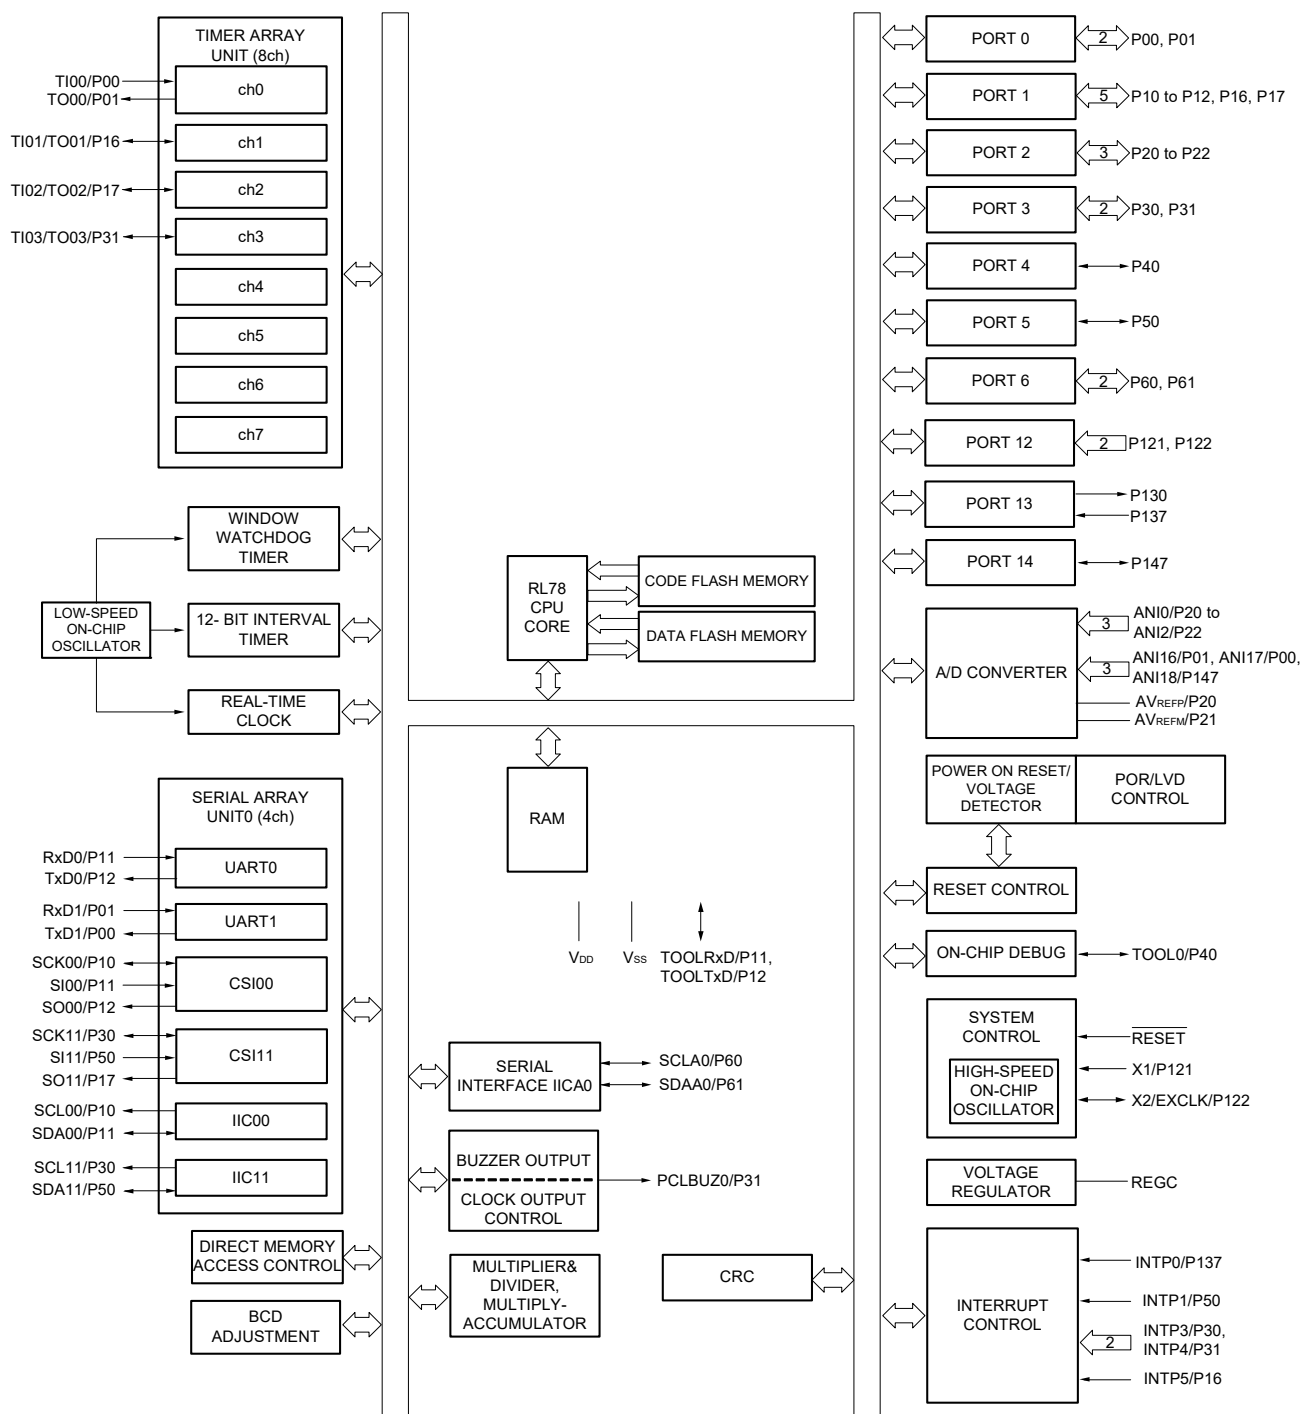 TIMER ARRAY
UNIT (8ch)
TI00/P00
TO00/P01
ch0
TI01/TO01/P16
ch1
TI02/TO02/P17
ch2
TI03/TO03/P31
ch3
ch4
ch5
ch6
ch7
WINDOW
WATCHDOG
TIMER
LOW-SPEED
ON-CHIP
OSCILLATOR
12- BIT INTERVAL
TIMER
REAL-TIME
CLOCK
SERIAL ARRAY
UNIT0 (4ch)
RxD0/P11
TxD0/P12
UART0
RxD1/P01
TxD1/P00
UART1
SCK00/P10
SI00/P11
SO00/P12
CSI00
SCK11/P30
SI11/P50
SO11/P17
CSI11
SCL00/P10
SDA00/P11
IIC00
SCL11/P30
SDA11/P50
IIC11
DIRECT MEMORY
ACCESS CONTROL
BCD
ADJUSTMENT
RL78
CPU
CORE
CODE FLASH MEMORY
DATA FLASH MEMORY
RAM
VDD
VSS
TOOLRxD/P11,
TOOLTxD/P12
SERIAL
INTERFACE IICA0
SCLA0/P60
SDAA0/P61
BUZZER OUTPUT
CLOCK OUTPUT
CONTROL
PCLBUZ0/P31
MULTIPLIER&
DIVIDER,
MULTIPLY-
ACCUMULATOR
CRC
PORT 0
2
P00, P01
PORT 1
5
P10 to P12, P16, P17
PORT 2
3
P20 to P22
PORT 3
2
P30, P31
PORT 4
P40
PORT 5
P50
PORT 6
2
P60, P61
PORT 12
2
P121, P122
PORT 13
P130
P137
PORT 14
P147
A/D CONVERTER
3
ANI0/P20 to
ANI2/P22
3
ANI16/P01, ANI17/P00,
ANI18/P147
AVREFP/P20
AVREFM/P21
POWER ON RESET/
VOLTAGE
DETECTOR
POR/LVD
CONTROL
RESET CONTROL
ON-CHIP DEBUG
TOOL0/P40
SYSTEM
CONTROL
HIGH-SPEED
ON-CHIP
OSCILLATOR
RESET
X1/P121
X2/EXCLK/P122
VOLTAGE
REGULATOR
REGC
INTERRUPT
CONTROL
INTP0/P137
INTP1/P50
2
INTP3/P30,
INTP4/P31
INTP5/P16